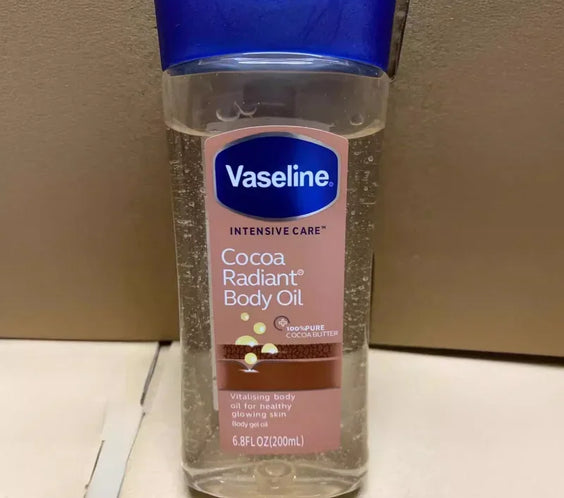 Vaseline®
INTENSIVE CARE™
Cocoa
Radiant®
Body Oil
100% PURE
COCOA BUTTER
Vitalising body
oil for healthy
glowing skin
Body gel oil
6.8FL OZ(200mL)